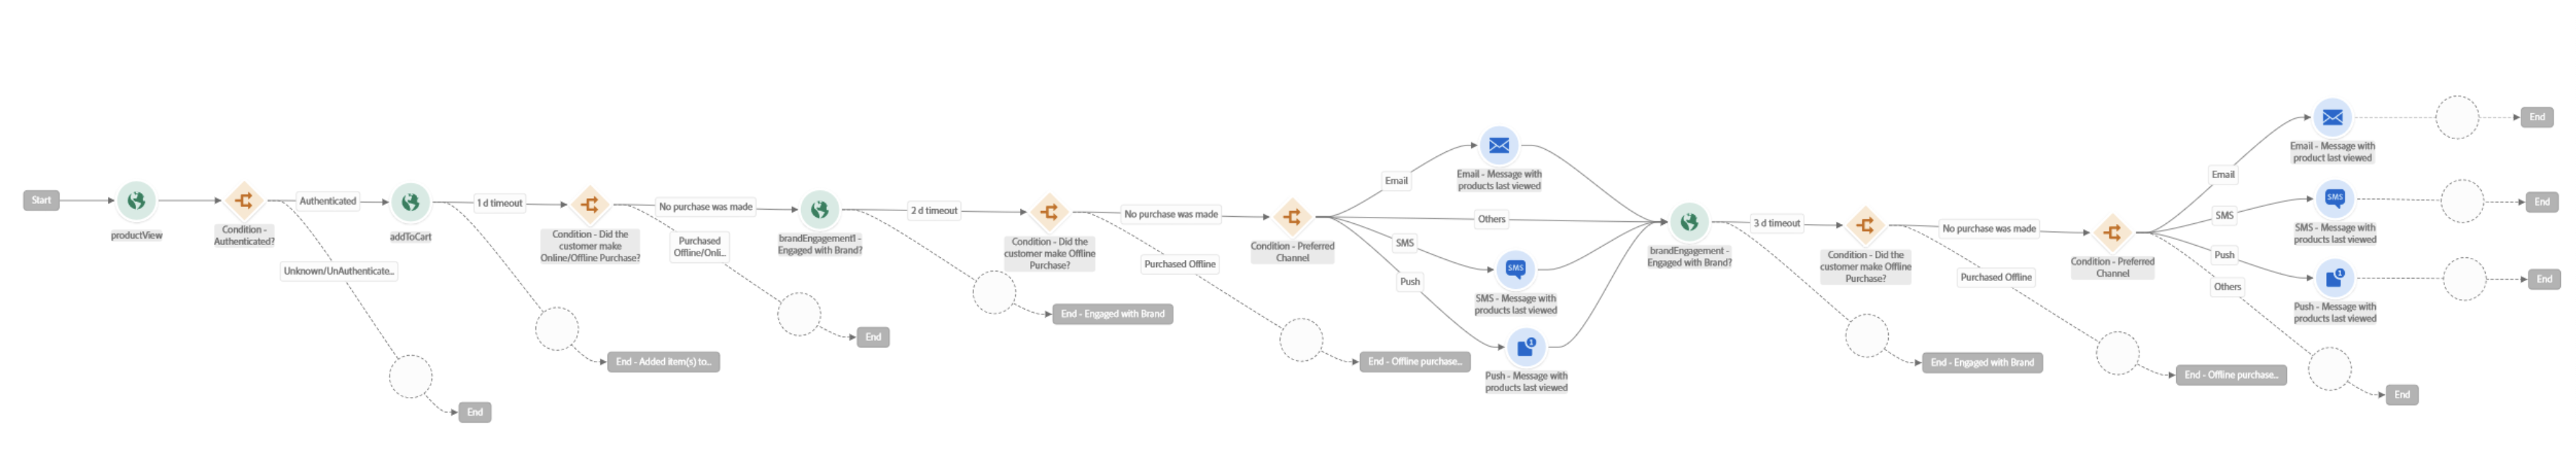 Start
productView
Condition -
Authenticated?
Authenticated
Unknown/UnAuthenticate...
End
addToCart
1 d timeout
End - Added item(s) to...
Condition - Did the
customer make
Online/Offline Purchase?
No purchase was made
Purchased
Offline/Onli...
End
brandEngagement1 -
Engaged with Brand?
2 d timeout
End - Engaged with Brand
Condition - Did the
customer make Offline
Purchase?
No purchase was made
Purchased Offline
End - Offline purchase...
Condition - Preferred
Channel
Email
Others
SMS
Push
Email - Message with
products last viewed
SMS
SMS - Message with
products last viewed
1
Push - Message with
products last viewed
brandEngagement -
Engaged with Brand?
3 d timeout
End - Engaged with Brand
Condition - Did the
customer make Offline
Purchase?
No purchase was made
Purchased Offline
End - Offline purchase...
Condition - Preferred
Channel
Email
SMS
Push
Others
Email - Message with
product last viewed
End
SMS
SMS - Message with
products last viewed
End
1
Push - Message with
products last viewed
End
End